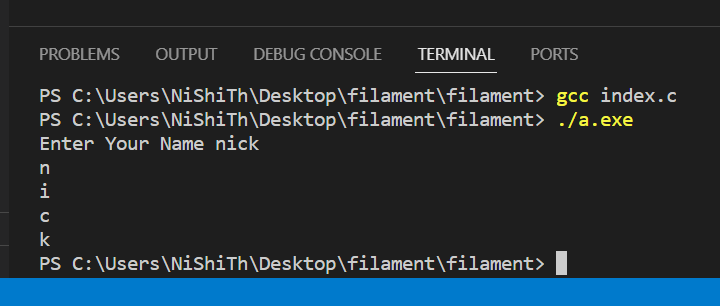 PROBLEMS OUTPUT DEBUG CONSOLE TERMINAL PORTS
PS C:\Users\NiShiTh\Desktop\filament\filament> gcc index.c
PS C:\Users\NiShiTh\Desktop\filament\filament> ./a.exe
Enter Your Name nick
n
i
c
k
PS C:\Users\NiShiTh\Desktop\filament\filament>